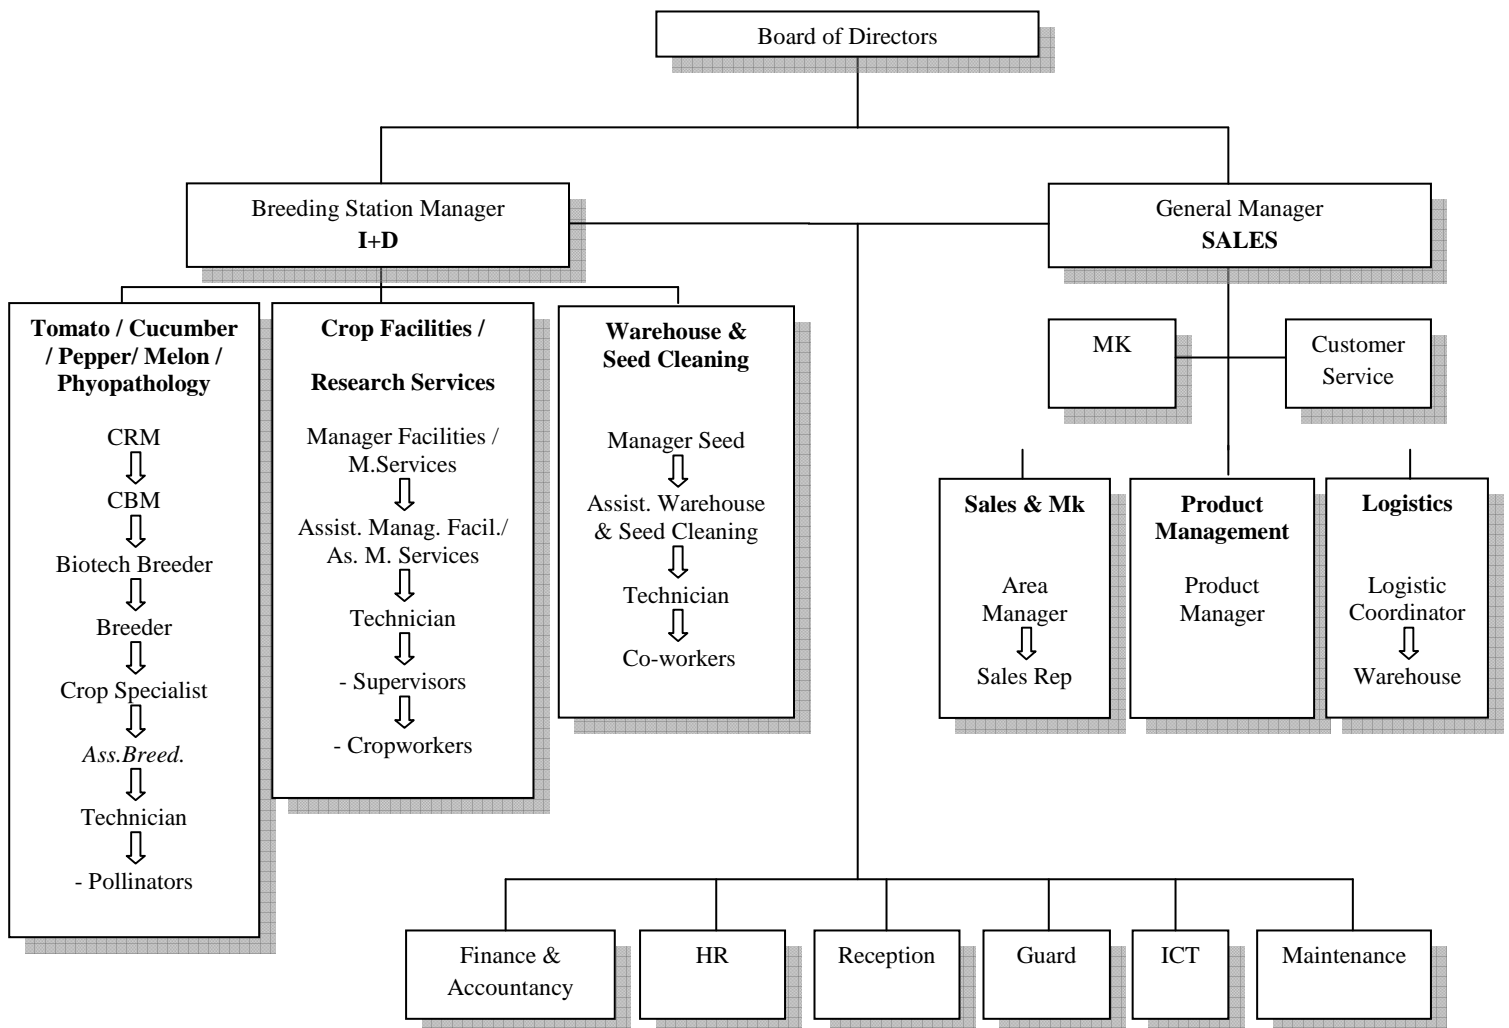 Board of Directors
Breeding Station Manager
I+D
General Manager
SALES
Tomato / Cucumber
/ Pepper/ Melon /
Phyopathology
CRM
CBM
Biotech Breeder
Breeder
Crop Specialist
Ass.Breed.
Technician
- Pollinators
Crop Facilities /
Research Services
Manager Facilities /
M.Services
Assist. Manag. Facil./
As. M. Services
Technician
- Supervisors
- Cropworkers
Warehouse &
Seed Cleaning
Manager Seed
Assist. Warehouse
& Seed Cleaning
Technician
Co-workers
MK
Customer
Service
Sales & Mk
Area
Manager
Sales Rep
Product
Management
Product
Manager
Logistics
Logistic
Coordinator
Warehouse
Finance &
Accountancy
HR
Reception
Guard
ICT
Maintenance